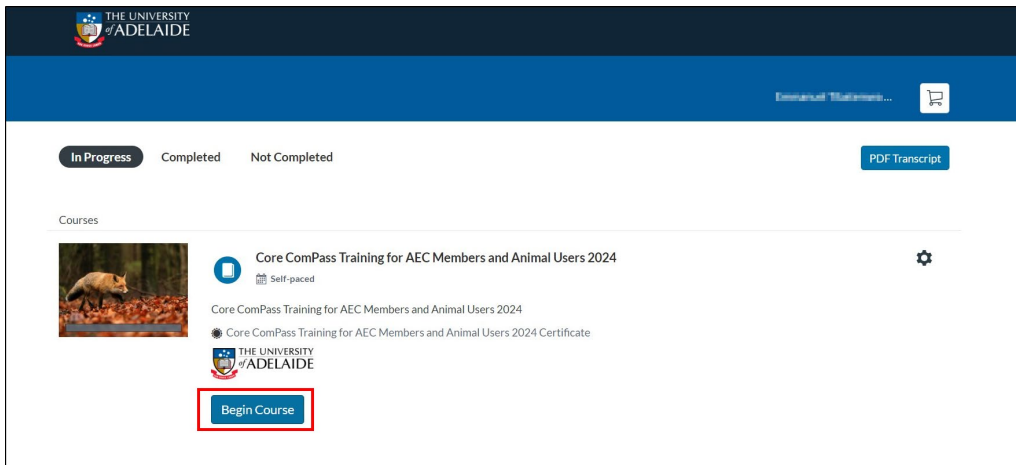 THE UNIVERSITY
of ADELAIDE
In Progress Completed Not Completed
PDF Transcript
Courses
Core ComPass Training for AEC Members and Animal Users 2024
Self-paced
Core ComPass Training for AEC Members and Animal Users 2024
Core ComPass Training for AEC Members and Animal Users 2024 Certificate
THE UNIVERSITY
of ADELAIDE
Begin Course